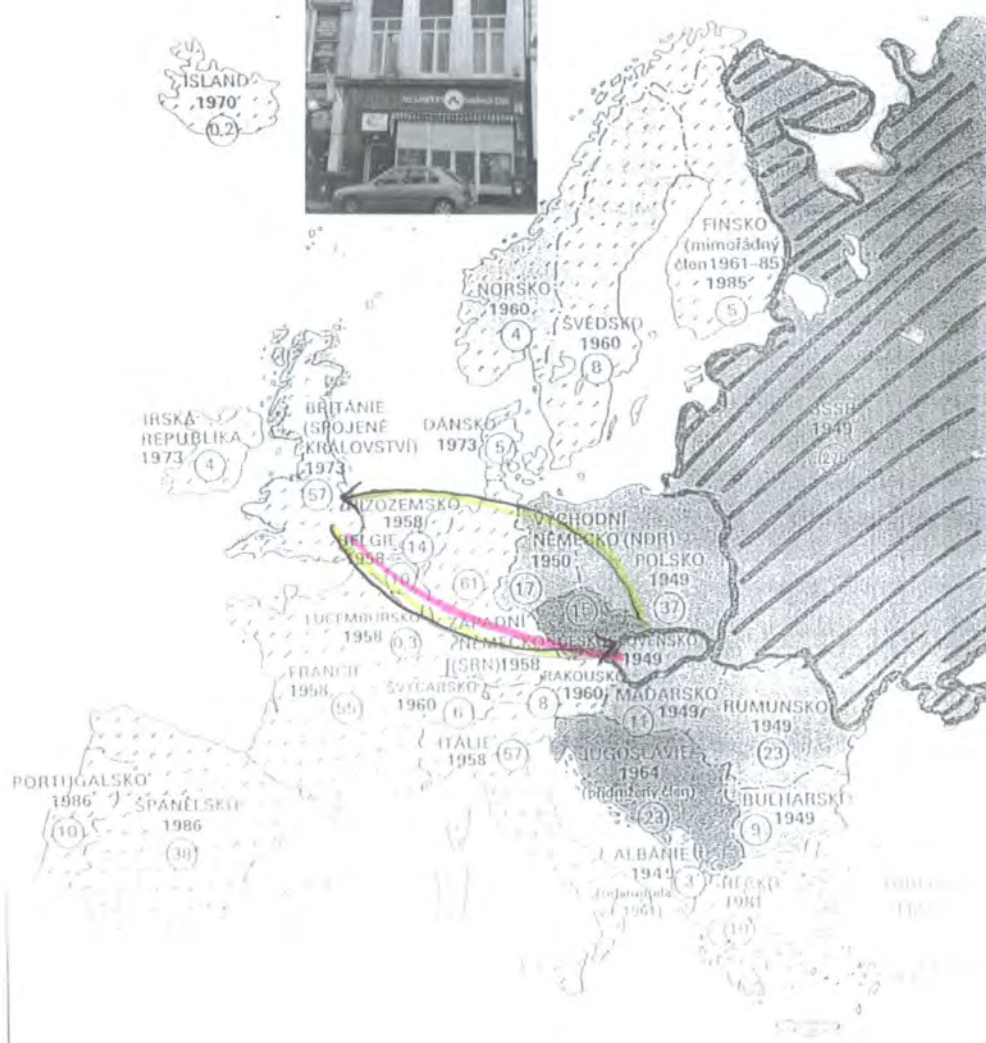 ÍSLAND
1970
0,2
FINSKO
(mimořádný
člen 1961–85)
1985
5
NORSKO
1960
4
ŠVÉDSKO
1960
8
IRSKÁ
REPUBLIKA
1973
4
BRITÁNIE
(SPOJENÉ
KRÁLOVSTVÍ)
1973
57
DÁNSKO
1973
5
SSSR
1949
NIZOZEMSKO
1958
14
BELGIE
1958
10
VÝCHODNÍ
NĚMECKO (NDR)
1950
17
POLSKO
1949
37
61
15
LUCEMBURSKO
1958
0,3
ZÁPADNÍ
NĚMECKO
(SRN) 1958
1949
FRANCIE
1958
55
ŠVÝCARSKO
1960
6
RAKOUSKO
1960
8
MAĎARSKO
1949
11
RUMUNSKO
1949
23
ITÁLIE
1958
57
JUGOSLÁVIE
1964
(přidružený člen)
23
BULHARSKO
1949
9
PORTUGALSKO
1986
10
ŠPANĚLSKO
1986
38
ALBÁNIE
1949
1961)
3
ŘECKO
1981
(10)